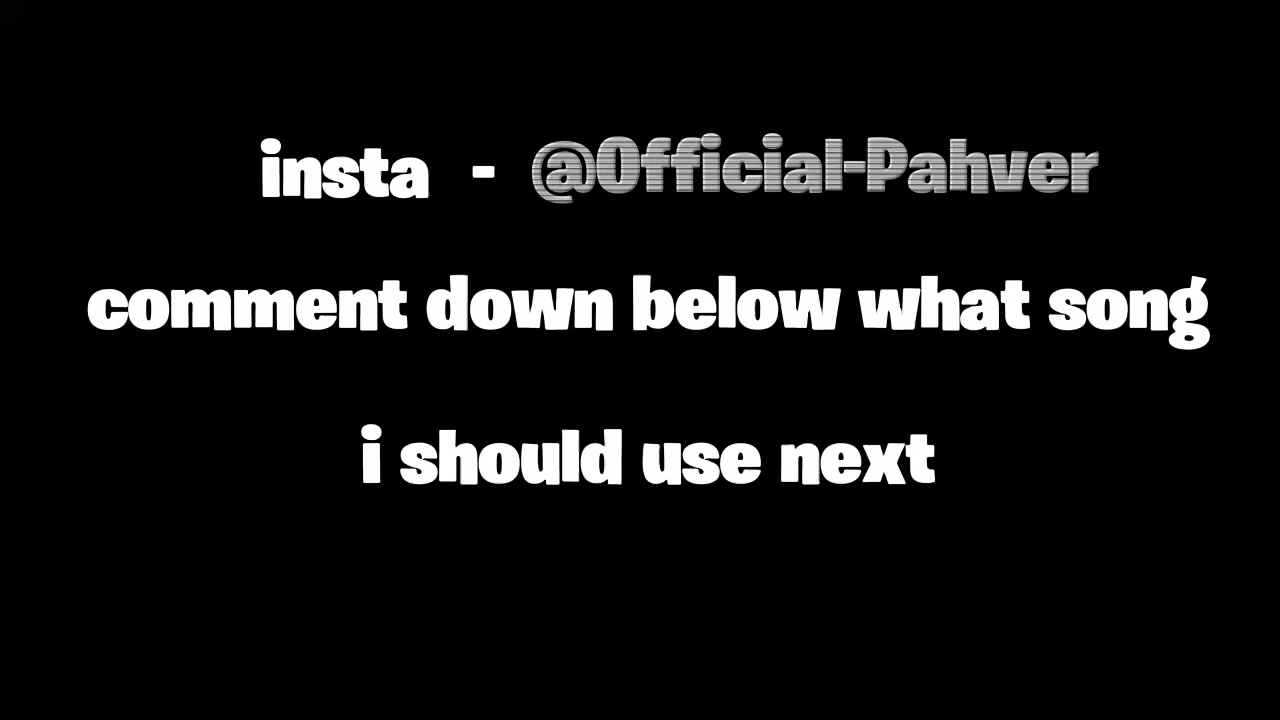 insta - @Official-Pahver
comment down below what song
i should use next